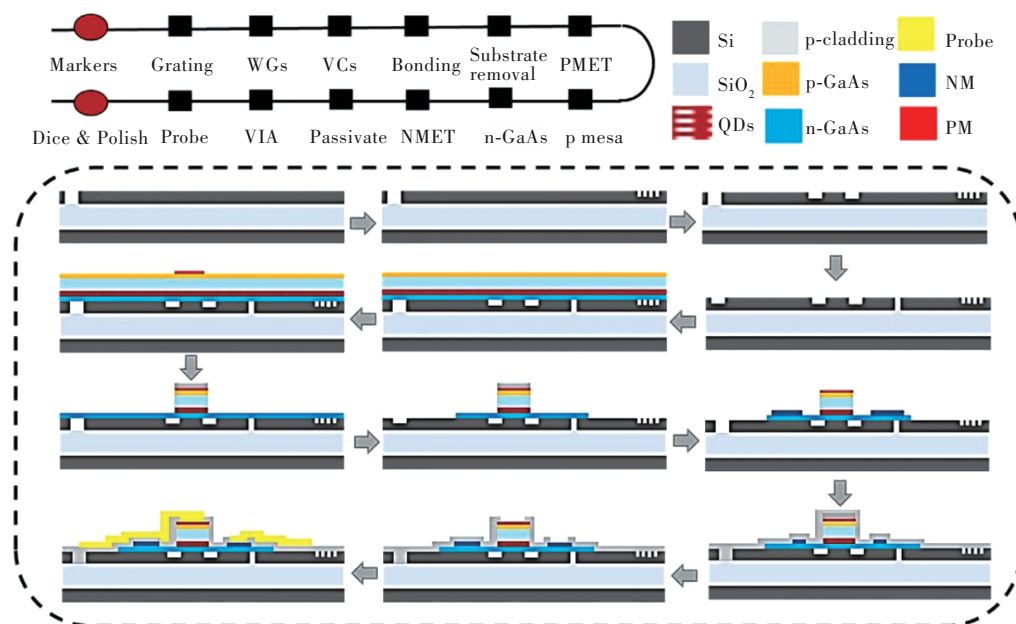 Markers Grating WGs VCs Bonding Substrate removal PMET
Dice & Polish Probe VIA Passivate NMET n-GaAs p mesa
Si p-cladding Probe
SiO₂ p-GaAs NM
QDs n-GaAs PM